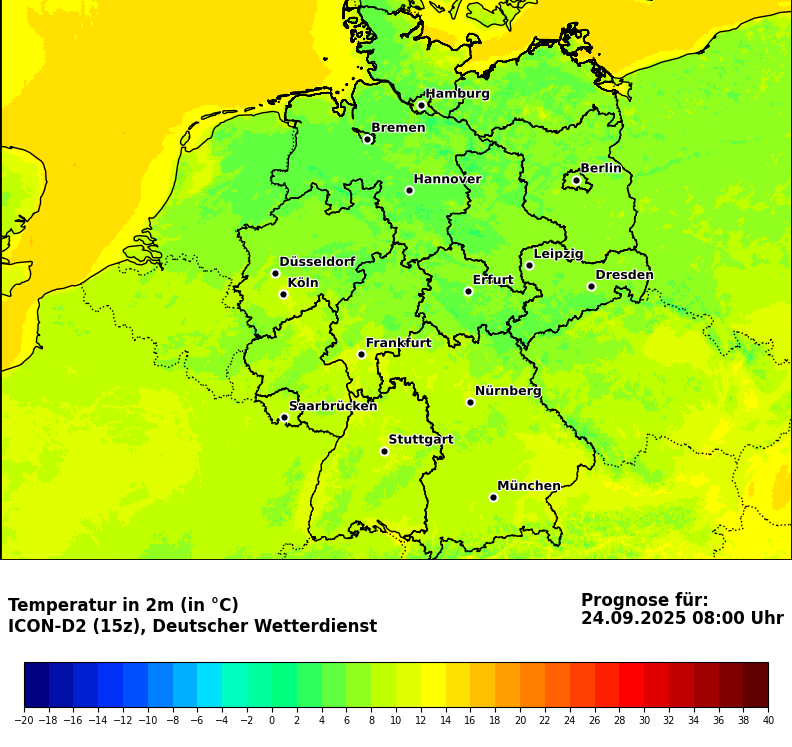 Hamburg
Bremen
Berlin
Hannover
Düsseldorf
Leipzig
Köln
Erfurt
Dresden
Frankfurt
Nürnberg
Saarbrücken
Stuttgart
München
Temperatur in 2m (in °C)
ICON-D2 (15z), Deutscher Wetterdienst
Prognose für:
24.09.2025 08:00 Uhr
−20 −18 −16 −14 −12 −10 −8 −6 −4 −2 0 2 4 6 8 10 12 14 16 18 20 22 24 26 28 30 32 34 36 38 40